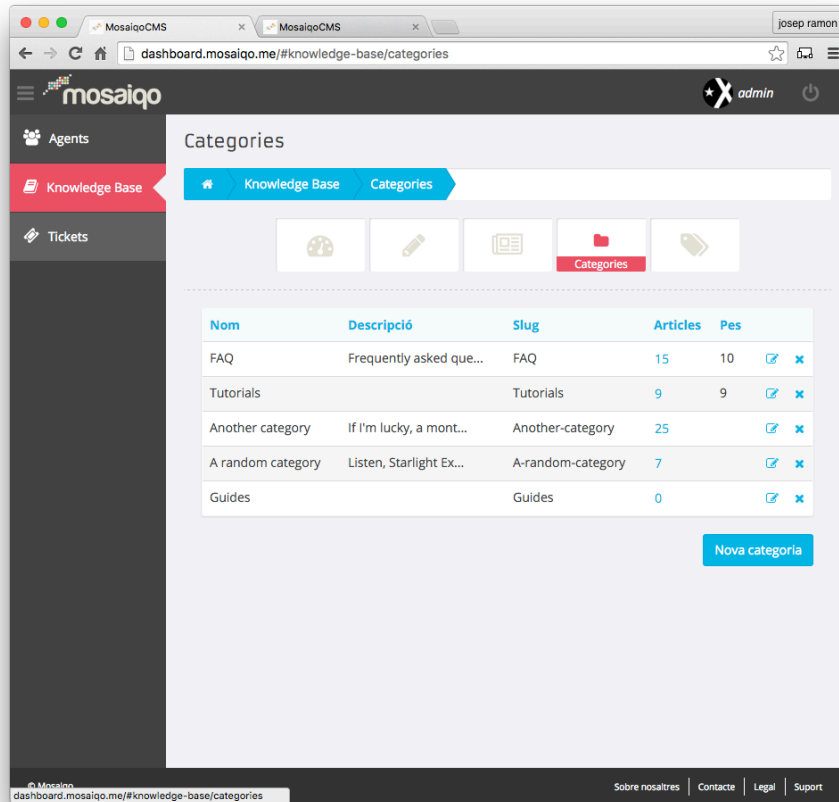 MosaiqoCMS
MosaiqoCMS
josep ramon
dashboard.mosaiqo.me/#knowledge-base/categories
mosaiqo
admin
Agents
Knowledge Base
Tickets
Categories
Knowledge Base Categories
Categories
Nom Descripció Slug Articles Pes
FAQ Frequently asked que... FAQ 15 10
Tutorials Tutorials 9 9
Another category If I'm lucky, a mont... Another-category 25
A random category Listen, Starlight Ex... A-random-category 7
Guides Guides 0
Nova categoria
© Mosaiqo
Sobre nosaltres Contacte Legal Suport
dashboard.mosaiqo.me/#knowledge-base/categories